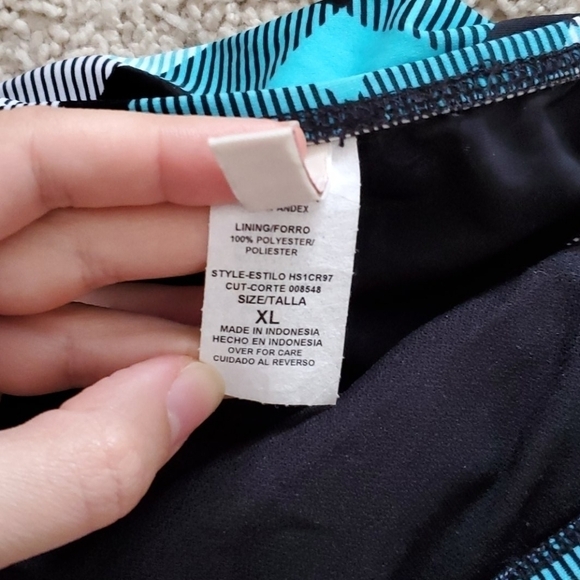 LINING/FORRO
100% POLYESTER/
POLIESTER
STYLE-ESTILO HS1CR97
CUT-CORTE 008548
SIZE/TALLA
XL
MADE IN INDONESIA
HECHO EN INDONESIA
OVER FOR CARE
CUIDADO AL REVERSO